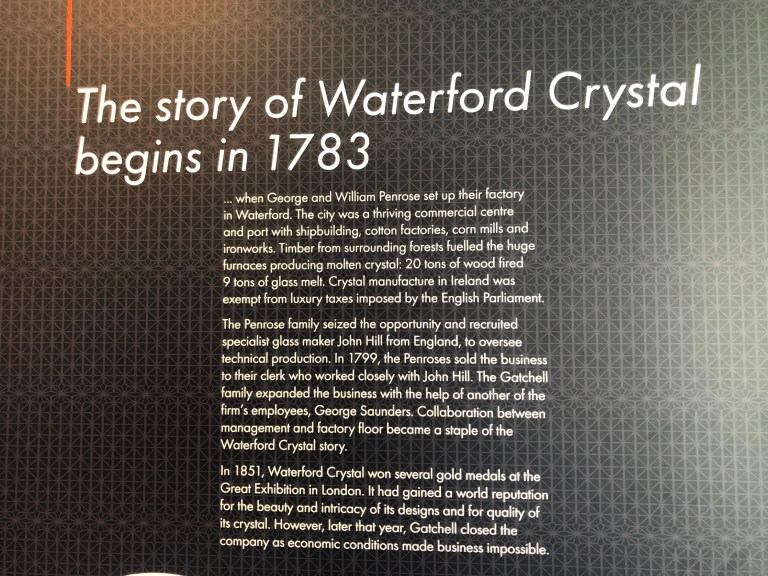 The story of Waterford Crystal
begins in 1783
... when George and William Penrose set up their factory
in Waterford. The city was a thriving commercial centre
and port with shipbuilding, cotton factories, corn mills and
ironworks. Timber from surrounding forests fuelled the huge
furnaces producing molten crystal: 20 tons of wood fired
9 tons of glass melt. Crystal manufacture in Ireland was
exempt from luxury taxes imposed by the English Parliament.
The Penrose family seized the opportunity and recruited
specialist glass maker John Hill from England, to oversee
technical production. In 1799, the Penroses sold the business
to their clerk who worked closely with John Hill. The Gatchell
family expanded the business with the help of another of the
firm's employees, George Saunders. Collaboration between
management and factory floor became a staple of the
Waterford Crystal story.
In 1851, Waterford Crystal won several gold medals at the
Great Exhibition in London. It had gained a world reputation
for the beauty and intricacy of its designs and for quality of
its crystal. However, later that year, Gatchell closed the
company as economic conditions made business impossible.